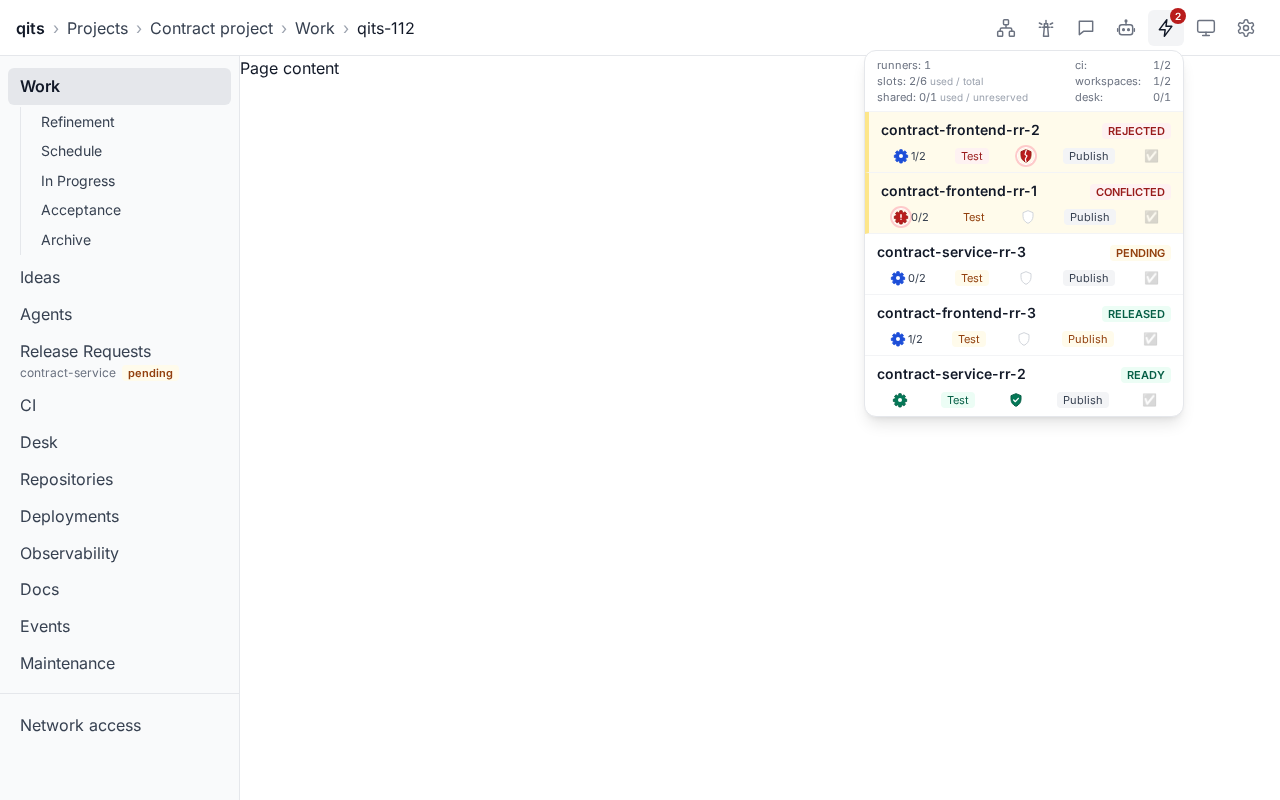 qits › Projects › Contract project › Work › qits-112
2
Work
Refinement
Schedule
In Progress
Acceptance
Archive
Ideas
Agents
Release Requests
contract-service pending
CI
Desk
Repositories
Deployments
Observability
Docs
Events
Maintenance
Network access
Page content
runners: 1
slots: 2/6 used / total
shared: 0/1 used / unreserved
ci: 1/2
workspaces: 1/2
desk: 0/1
contract-frontend-rr-2 REJECTED
1/2 Test Publish
contract-frontend-rr-1 CONFLICTED
0/2 Test Publish
contract-service-rr-3 PENDING
0/2 Test Publish
contract-frontend-rr-3 RELEASED
1/2 Test Publish
contract-service-rr-2 READY
Test Publish